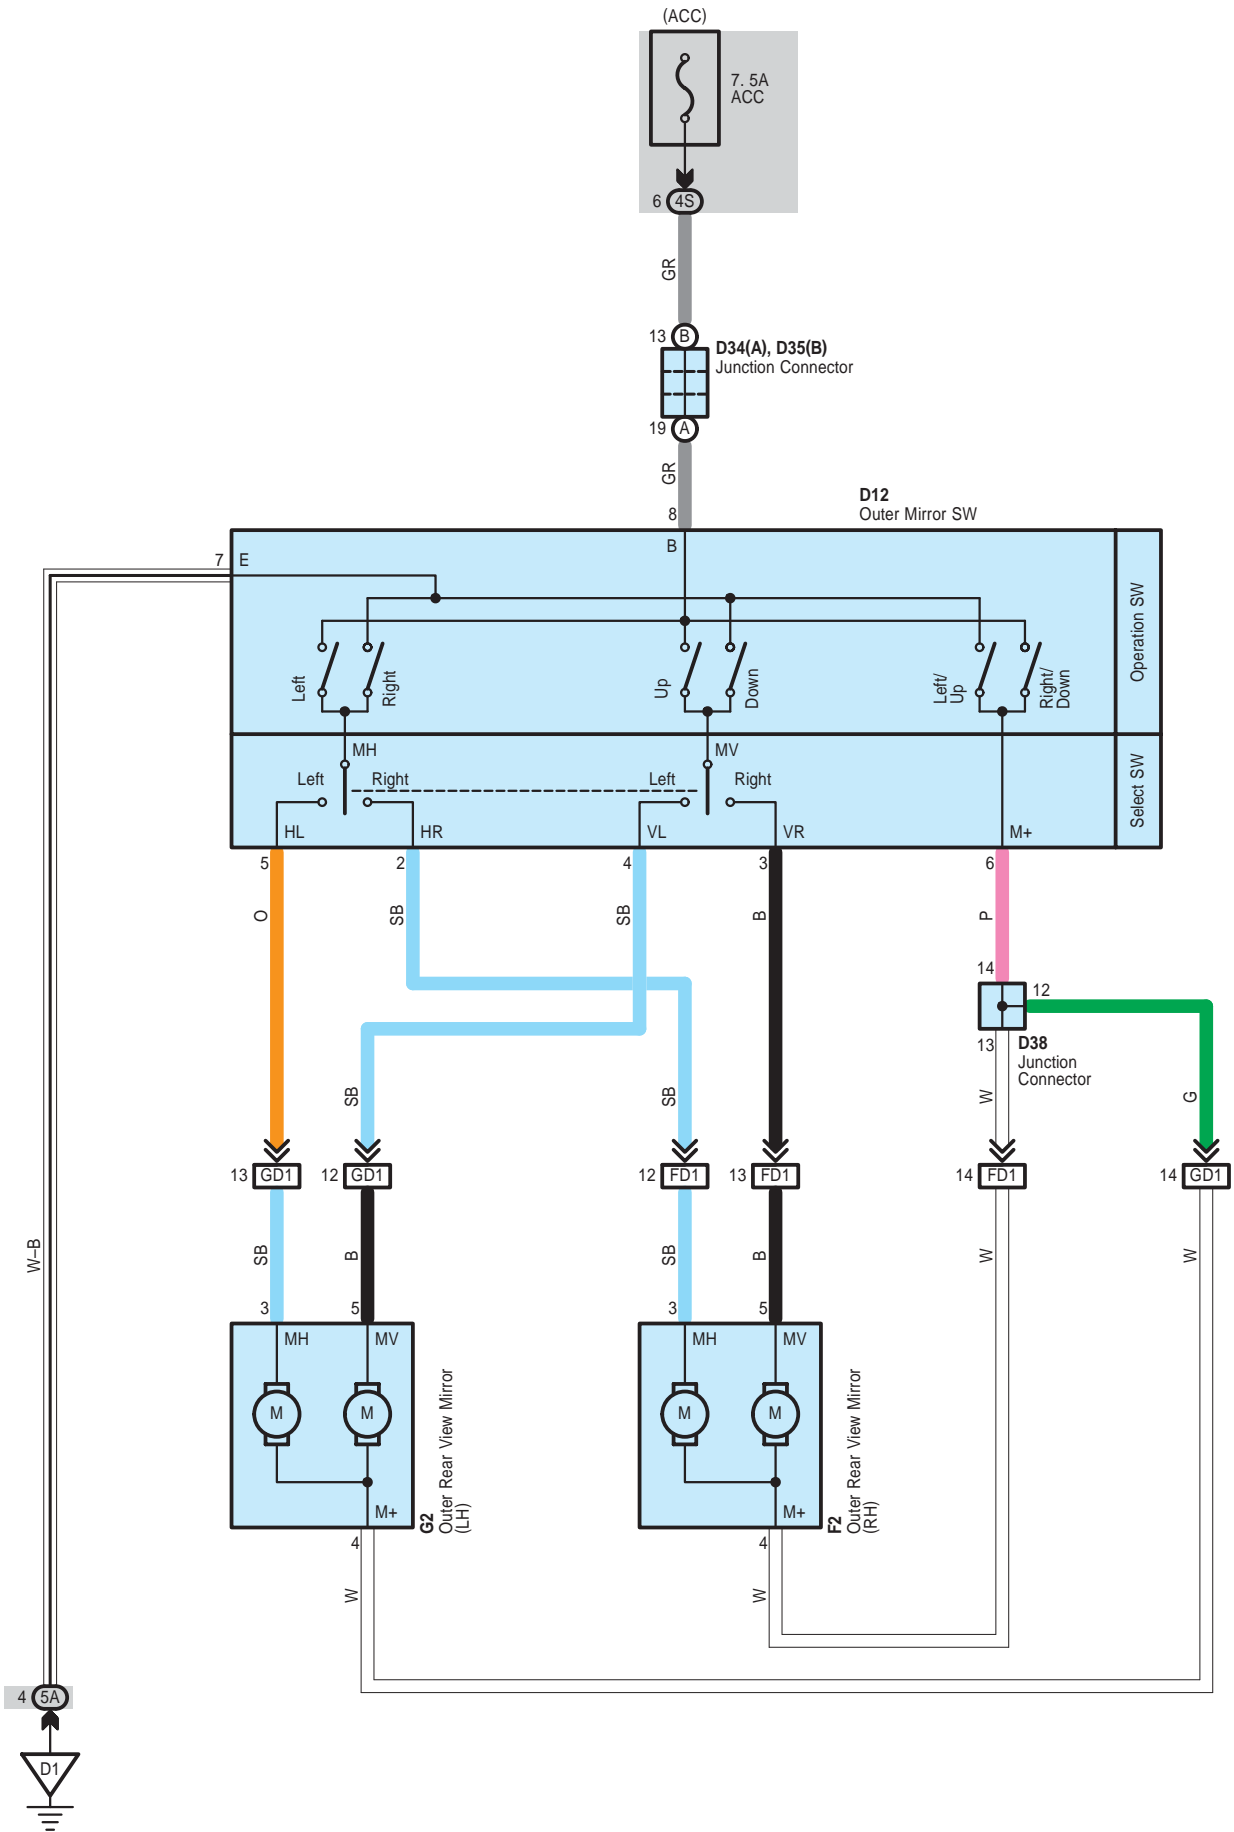 (ACC)
7. 5A
ACC
6 4S
GR
13 B
D34(A), D35(B)
Junction Connector
19 A
GR
D12
Outer Mirror SW
8
B
7 E
Operation SW
Left
Right
Up
Down
Left/
Up
Right/
Down
Select SW
MH
MV
Left Right
Left Right
HL HR VL VR M+
5 2 4 3 6
O SB SB B P
14
12
13
D38
Junction
Connector
SB SB W G
13 GD1
12 GD1
12 FD1
13 FD1
14 FD1
14 GD1
W–B
SB B SB B W W
3 5 3 5
MH MV
MH MV
M M
M M
M+
M+
G2
Outer Rear View Mirror
(LH)
F2
Outer Rear View Mirror
(RH)
4 4
W W
4 5A
D1